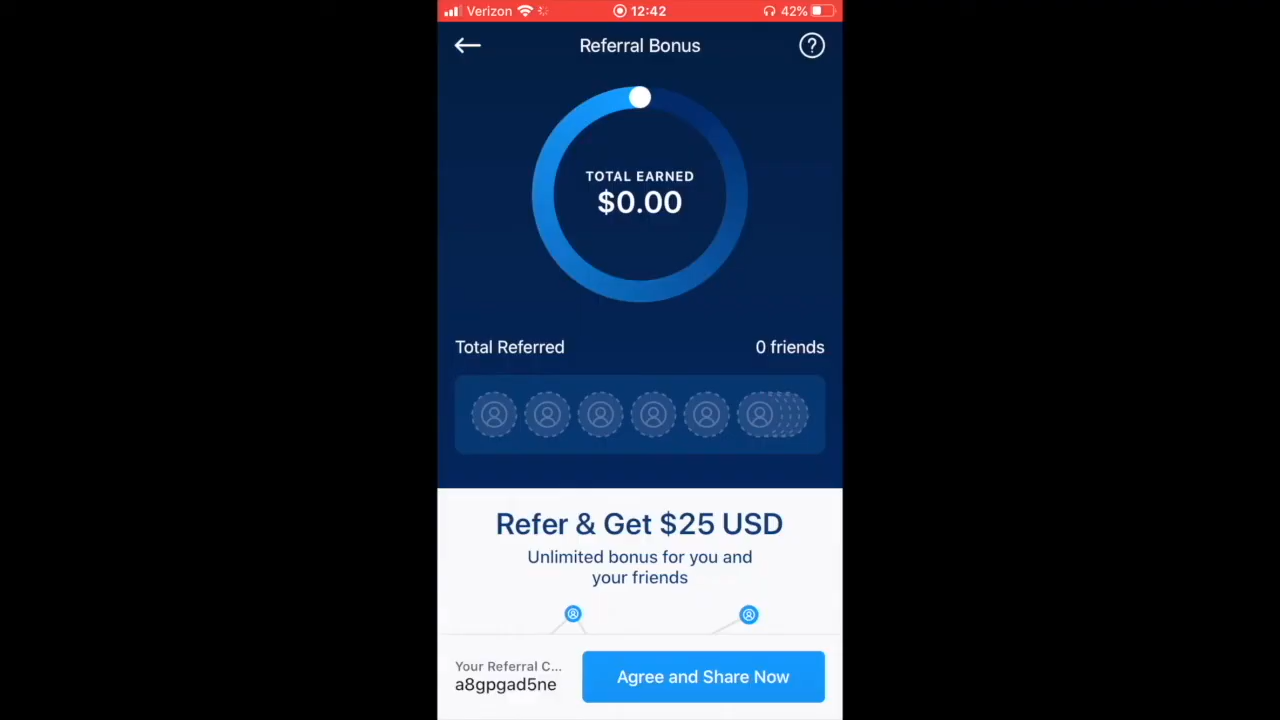 Verizon 12:42 42%
Referral Bonus
?
TOTAL EARNED
$0.00
Total Referred 0 friends
Refer & Get $25 USD
Unlimited bonus for you and
your friends
Your Referral C...
a8gpgad5ne
Agree and Share Now